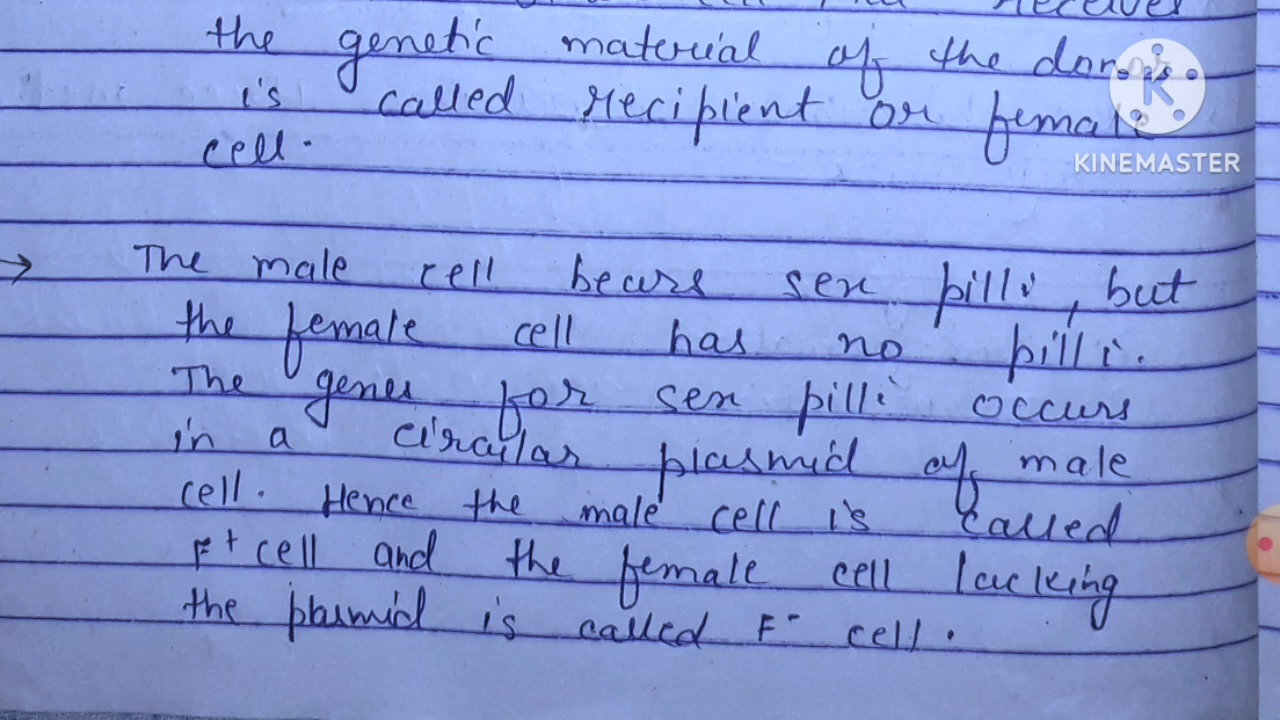 receives
the genetic material of the donor
is called recipient or female
cell.
KINEMASTER
→ The male cell bears sex pilli, but
the female cell has no pilli.
The genes for sex pilli occurs
in a circular plasmid of male
cell. Hence the male cell is called
F+ cell and the female cell lacking
the plasmid is called F- cell.